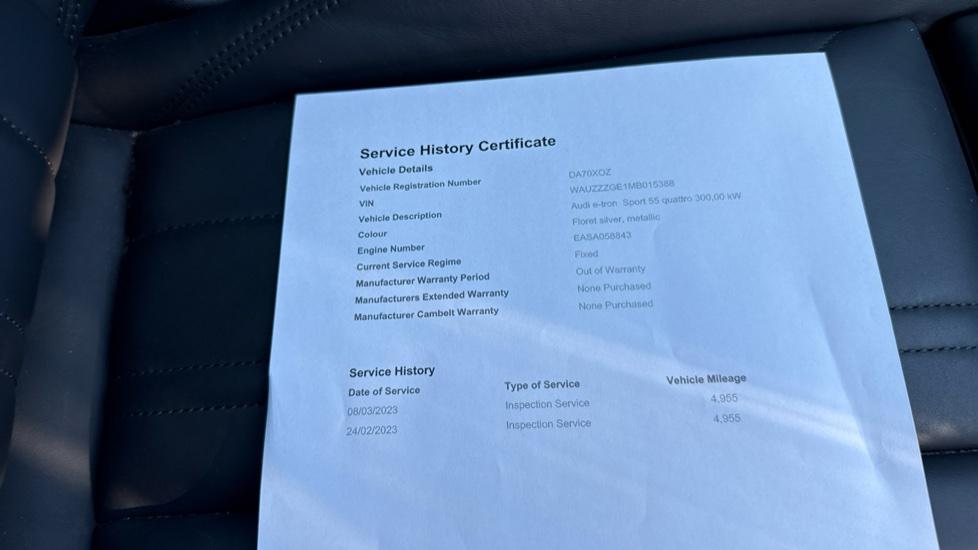 Service History Certificate
Vehicle Details
Vehicle Registration Number DA70XOZ
VIN WAUZZZGE1MB015388
Vehicle Description Audi e-tron Sport 55 quattro 300,00 kW
Colour Floret silver, metallic
Engine Number EASA058843
Current Service Regime Fixed
Manufacturer Warranty Period Out of Warranty
Manufacturers Extended Warranty None Purchased
Manufacturer Cambelt Warranty None Purchased
Service History
Date of Service Type of Service Vehicle Mileage
08/03/2023 Inspection Service 4,955
24/02/2023 Inspection Service 4,955